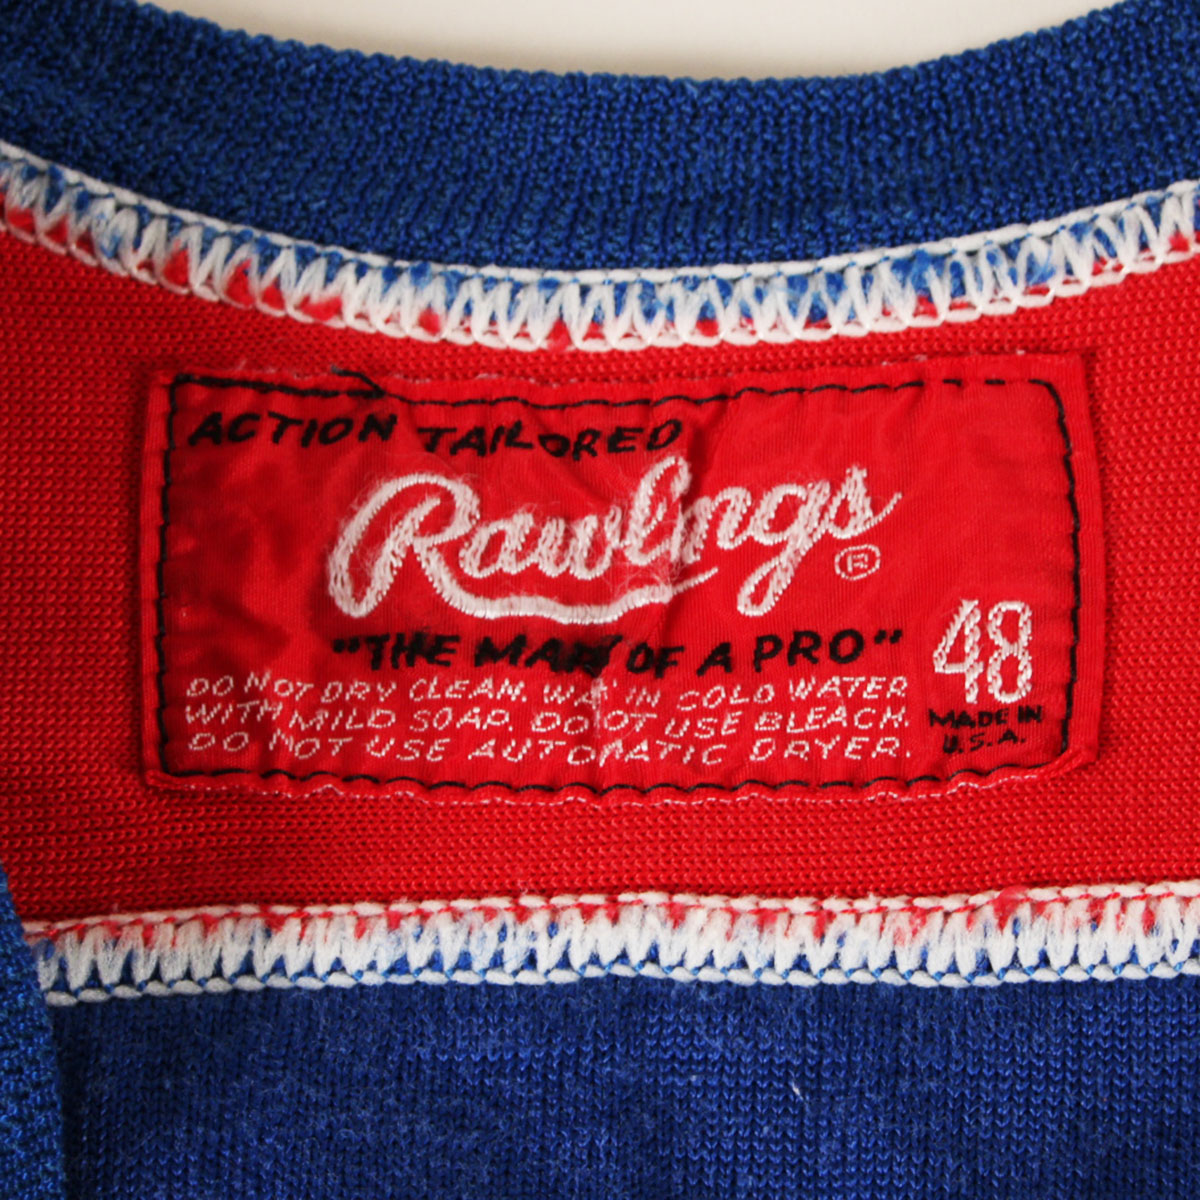 ACTION TAILORED
Rawlings ®
"THE MARK OF A PRO"
48
DO NOT DRY CLEAN. WASH IN COLD WATER
WITH MILD SOAP. DO NOT USE BLEACH.
DO NOT USE AUTOMATIC DRYER.
MADE IN
U.S.A.